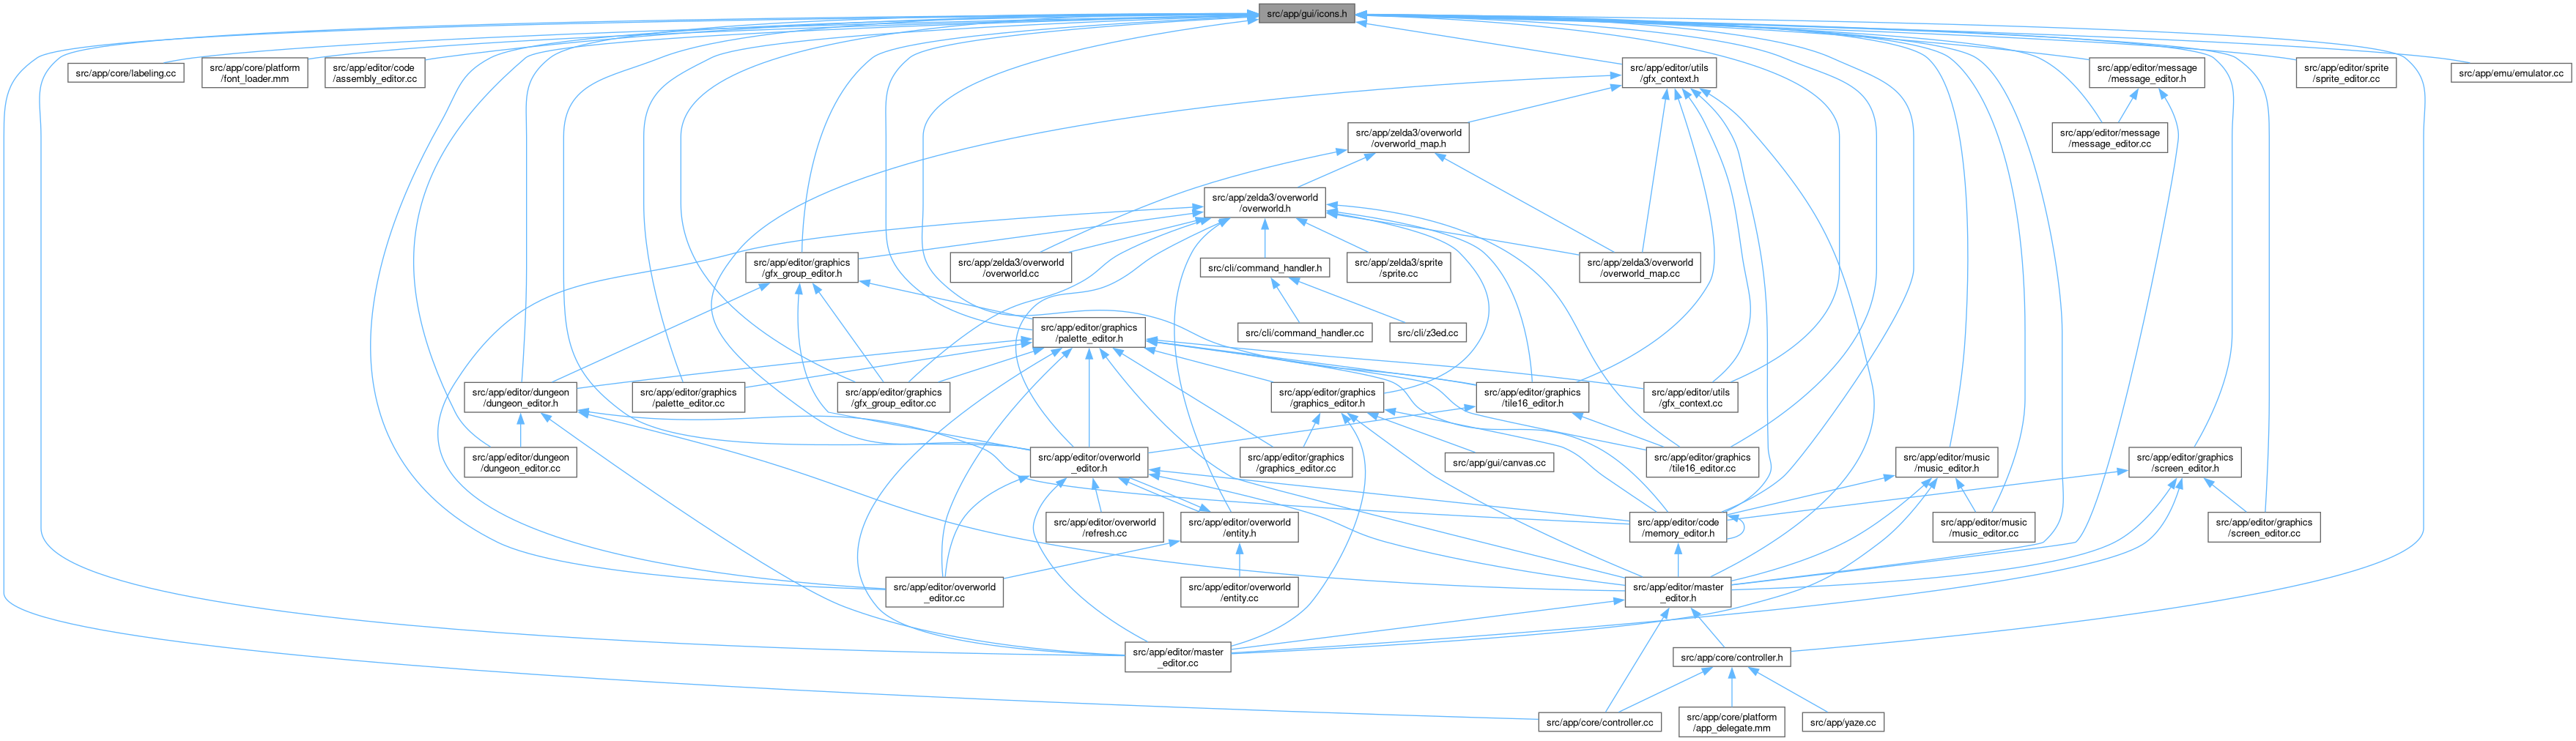 src/app/gui/icons.h
src/app/core/labeling.cc
src/app/core/platform
/font_loader.mm
src/app/editor/code
/assembly_editor.cc
src/app/editor/utils
/gfx_context.h
src/app/editor/message
/message_editor.h
src/app/editor/sprite
/sprite_editor.cc
src/app/emu/emulator.cc
src/app/zelda3/overworld
/overworld_map.h
src/app/editor/message
/message_editor.cc
src/app/zelda3/overworld
/overworld.h
src/app/editor/graphics
/gfx_group_editor.h
src/app/zelda3/overworld
/overworld.cc
src/cli/command_handler.h
src/app/zelda3/sprite
/sprite.cc
src/app/zelda3/overworld
/overworld_map.cc
src/app/editor/graphics
/palette_editor.h
src/cli/command_handler.cc
src/cli/z3ed.cc
src/app/editor/dungeon
/dungeon_editor.h
src/app/editor/graphics
/palette_editor.cc
src/app/editor/graphics
/gfx_group_editor.cc
src/app/editor/graphics
/graphics_editor.h
src/app/editor/graphics
/tile16_editor.h
src/app/editor/utils
/gfx_context.cc
src/app/editor/dungeon
/dungeon_editor.cc
src/app/editor/overworld
_editor.h
src/app/editor/graphics
/graphics_editor.cc
src/app/gui/canvas.cc
src/app/editor/graphics
/tile16_editor.cc
src/app/editor/music
/music_editor.h
src/app/editor/graphics
/screen_editor.h
src/app/editor/overworld
/refresh.cc
src/app/editor/overworld
/entity.h
src/app/editor/code
/memory_editor.h
src/app/editor/music
/music_editor.cc
src/app/editor/graphics
/screen_editor.cc
src/app/editor/overworld
_editor.cc
src/app/editor/overworld
/entity.cc
src/app/editor/master
_editor.h
src/app/editor/master
_editor.cc
src/app/core/controller.h
src/app/core/controller.cc
src/app/core/platform
/app_delegate.mm
src/app/yaze.cc